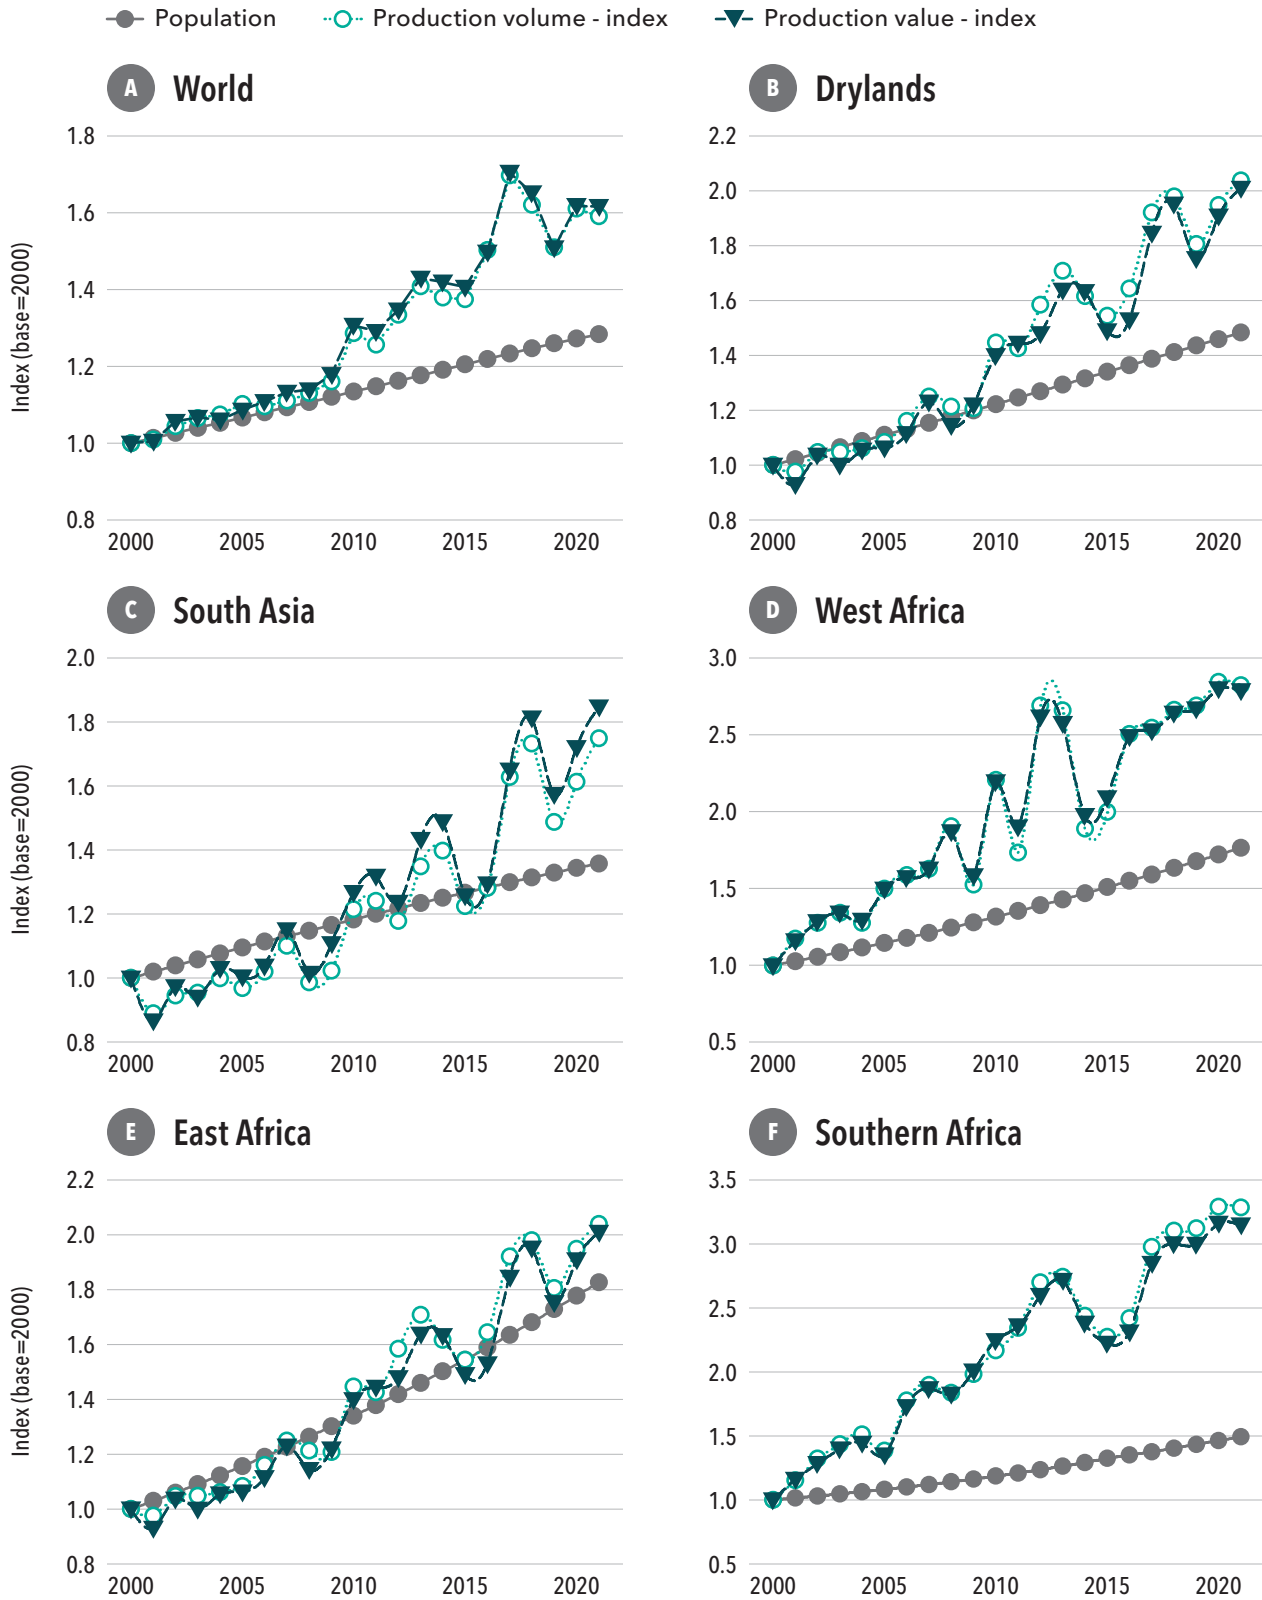 Population Production volume - index Production value - index
A World
B Drylands
Index (base=2000)
1.8
1.6
1.4
1.2
1.0
0.8
2000 2005 2010 2015 2020
2.2
2.0
1.8
1.6
1.4
1.2
1.0
0.8
2000 2005 2010 2015 2020
C South Asia
D West Africa
Index (base=2000)
2.0
1.8
1.6
1.4
1.2
1.0
0.8
2000 2005 2010 2015 2020
3.0
2.5
2.0
1.5
1.0
0.5
2000 2005 2010 2015 2020
E East Africa
F Southern Africa
Index (base=2000)
2.2
2.0
1.8
1.6
1.4
1.2
1.0
0.8
2000 2005 2010 2015 2020
3.5
3.0
2.5
2.0
1.5
1.0
0.5
2000 2005 2010 2015 2020